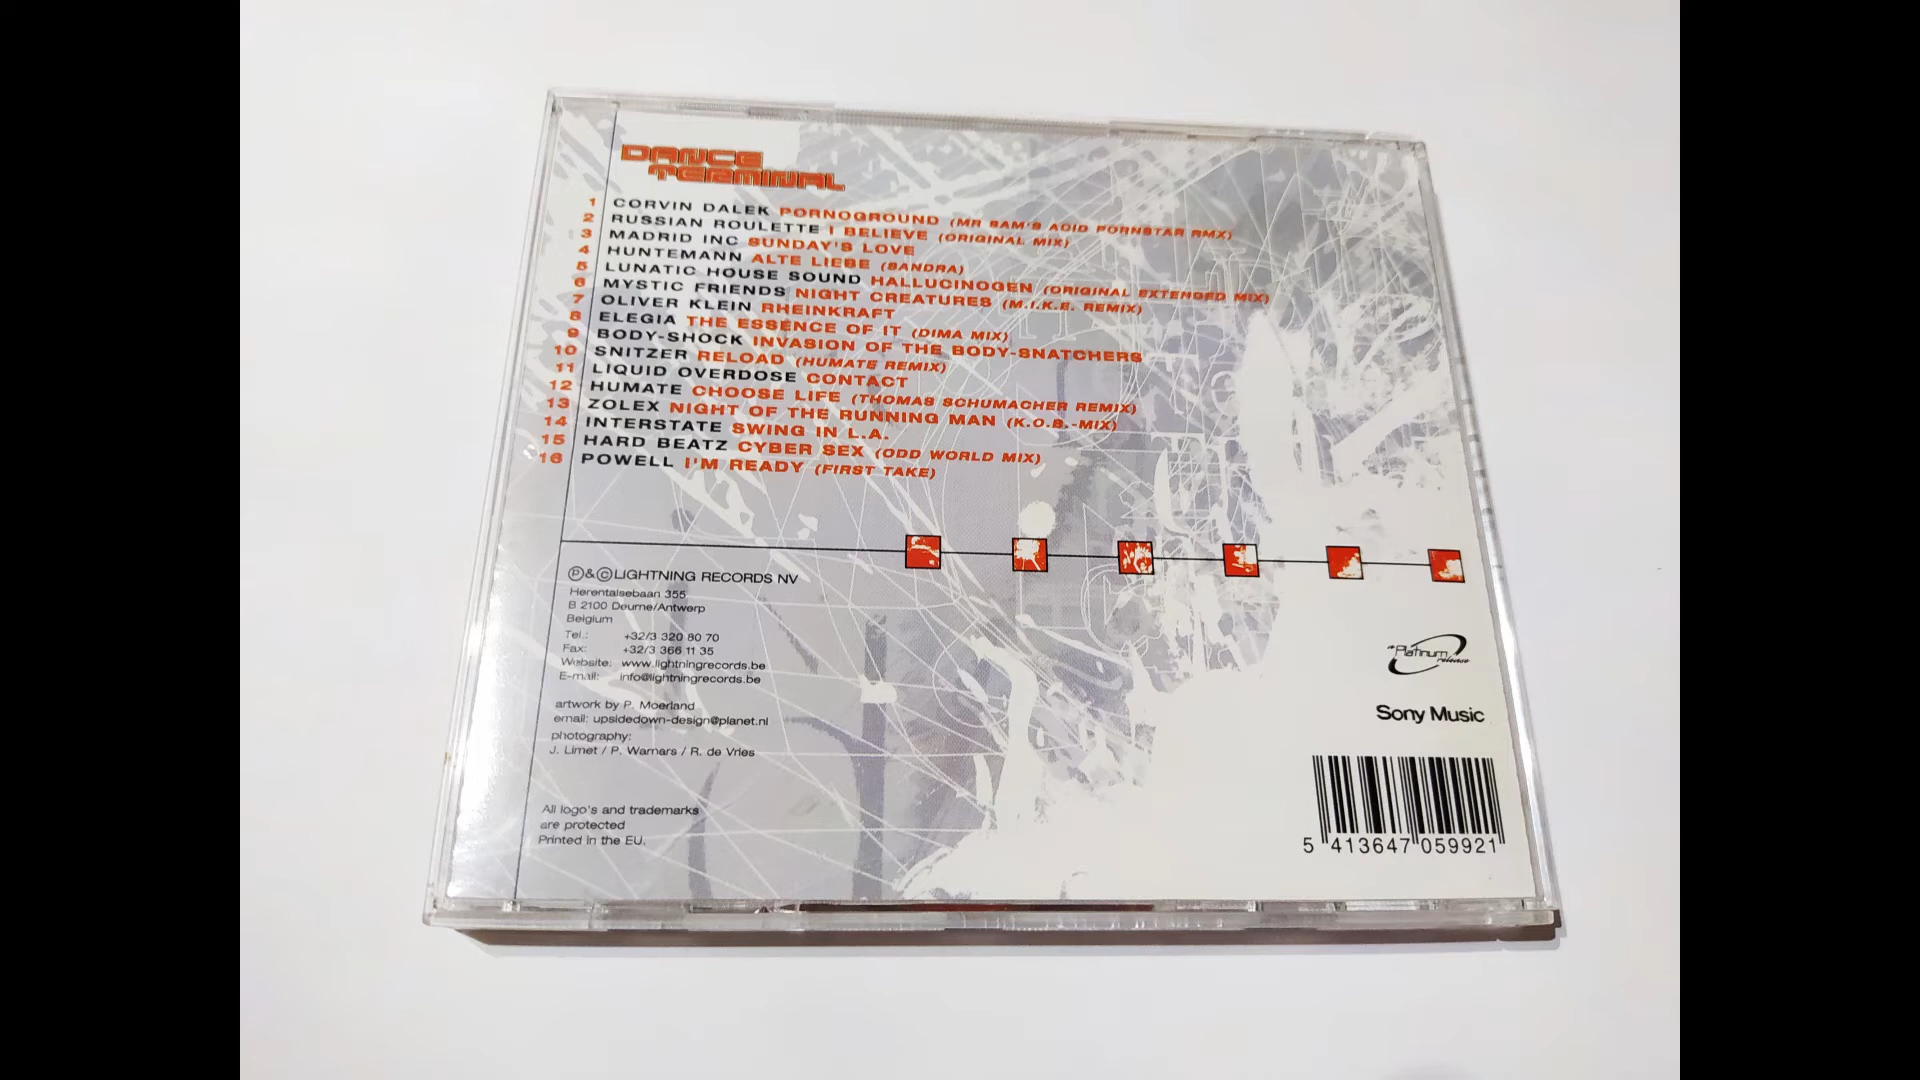 DANCE
TERMINAL
1 CORVIN DALEK PORNOGROUND (MR SAM'S ACID PORNSTAR RMX)
2 RUSSIAN ROULETTE I BELIEVE (ORIGINAL MIX)
3 MADRID INC SUNDAY'S LOVE
4 HUNTEMANN ALTE LIEBE (SANDRA)
5 LUNATIC HOUSE SOUND HALLUCINOGEN (ORIGINAL EXTENDED MIX)
6 MYSTIC FRIENDS NIGHT CREATURES (M.I.K.E. REMIX)
7 OLIVER KLEIN RHEINKRAFT
8 ELEGIA THE ESSENCE OF IT (DIMA MIX)
9 BODY-SHOCK INVASION OF THE BODY-SNATCHERS
10 SNITZER RELOAD (HUMATE REMIX)
11 LIQUID OVERDOSE CONTACT
12 HUMATE CHOOSE LIFE (THOMAS SCHUMACHER REMIX)
13 ZOLEX NIGHT OF THE RUNNING MAN (K.O.B.-MIX)
14 INTERSTATE SWING IN L.A.
15 HARD BEATZ CYBER SEX (ODD WORLD MIX)
16 POWELL I'M READY (FIRST TAKE)
Ⓟ&©LIGHTNING RECORDS NV
Herentalsebaan 355
B 2100 Deurne/Antwerp
Belgium
Tel.: +32/3 320 80 70
Fax: +32/3 366 11 35
Website: www.lightningrecords.be
E-mail: info@lightningrecords.be
artwork by P. Moerland
email: upsidedown-design@planet.nl
photography:
J. Limet / P. Warnars / R. de Vries
All logo's and trademarks
are protected
Printed in the EU.
Platinum
release
Sony Music
5 413647 059921